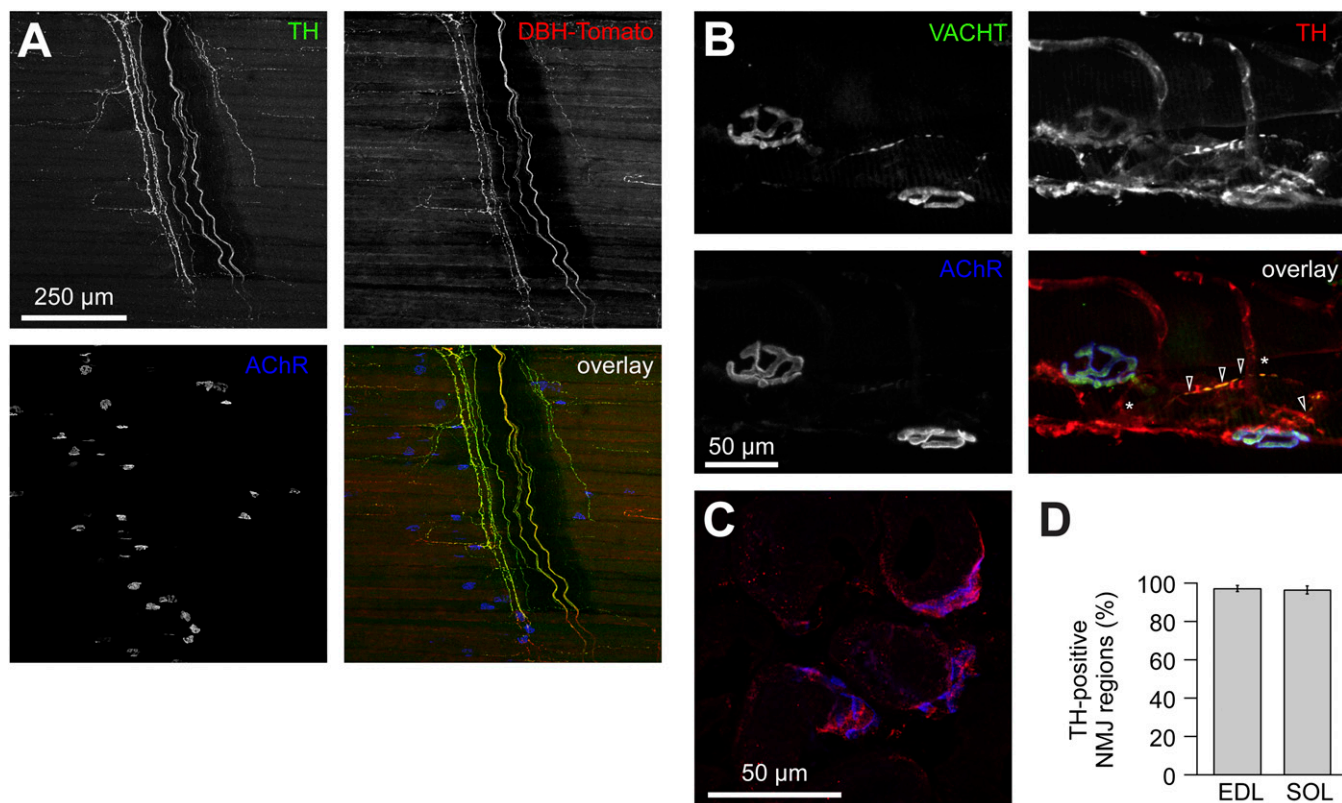 A
TH
DBH-Tomato
250 µm
AChR
overlay
B
VACHT
TH
AChR
50 µm
overlay
*
*
C
50 µm
D
TH-positive
NMJ regions (%)
100
80
60
40
20
0
EDL
SOL